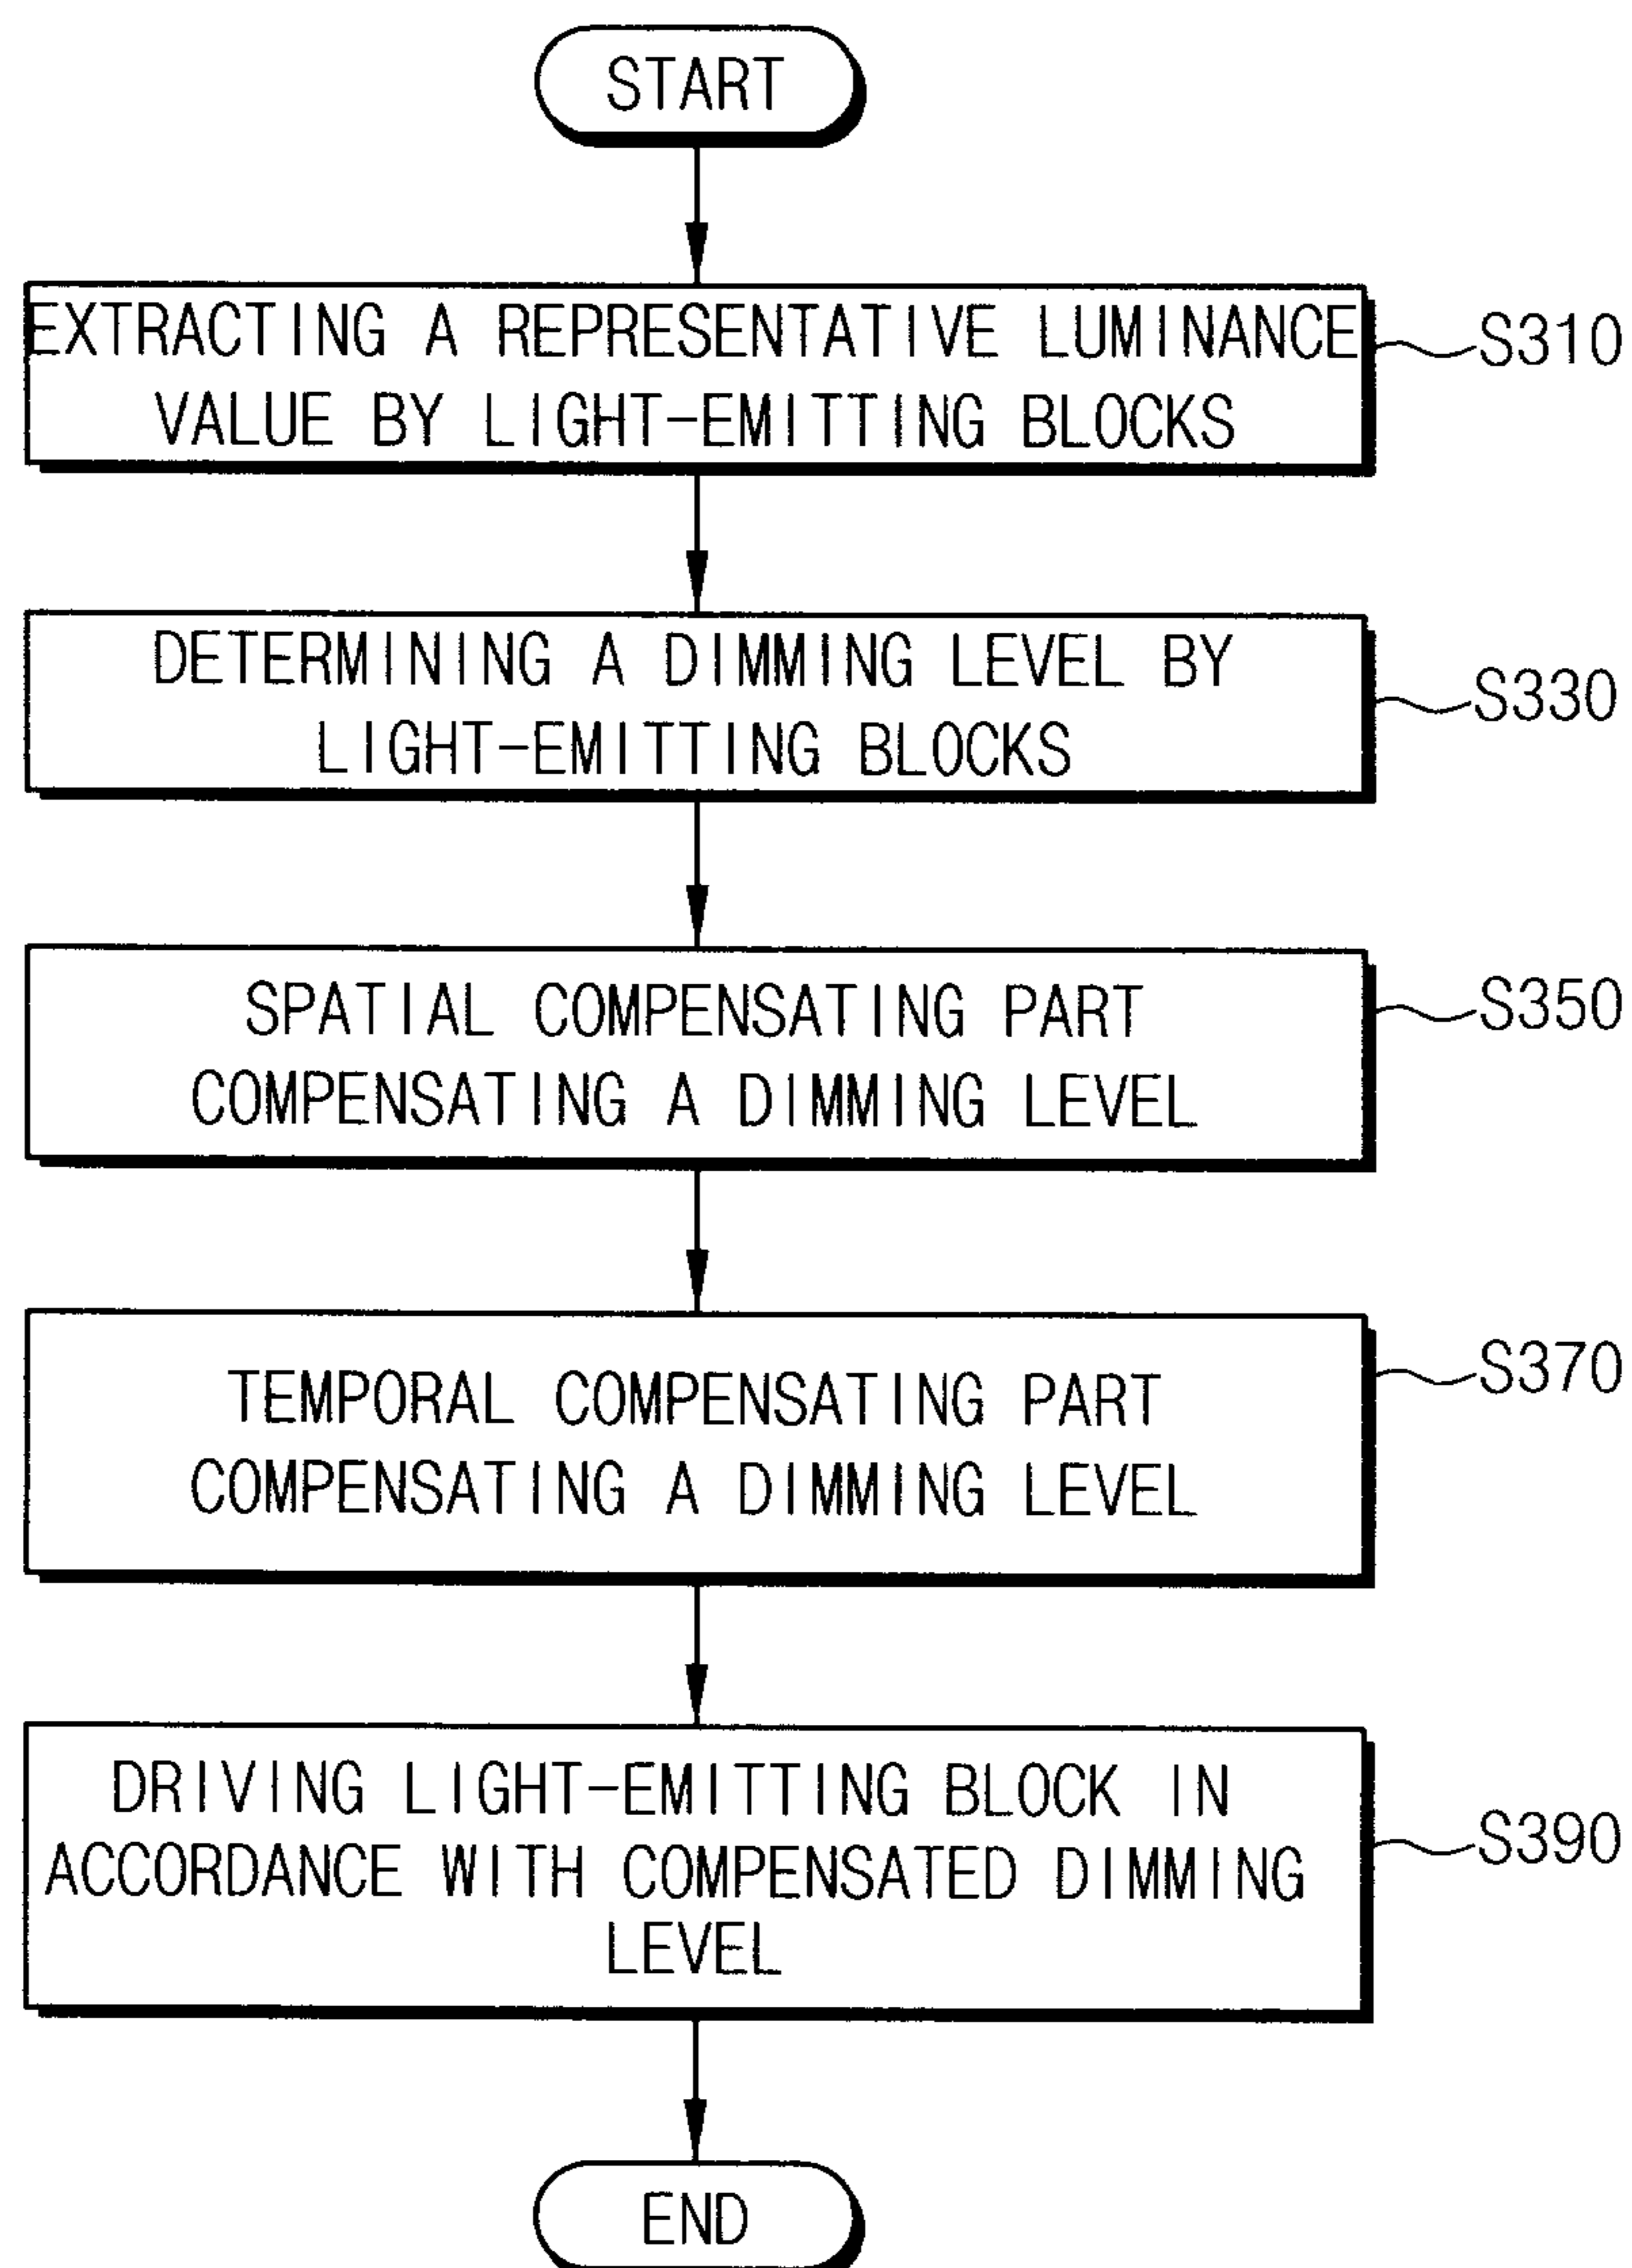 START
EXTRACTING A REPRESENTATIVE LUMINANCE
VALUE BY LIGHT-EMITTING BLOCKS
S310
DETERMINING A DIMMING LEVEL BY
LIGHT-EMITTING BLOCKS
S330
SPATIAL COMPENSATING PART
COMPENSATING A DIMMING LEVEL
S350
TEMPORAL COMPENSATING PART
COMPENSATING A DIMMING LEVEL
S370
DRIVING LIGHT-EMITTING BLOCK IN
ACCORDANCE WITH COMPENSATED DIMMING
LEVEL
S390
END